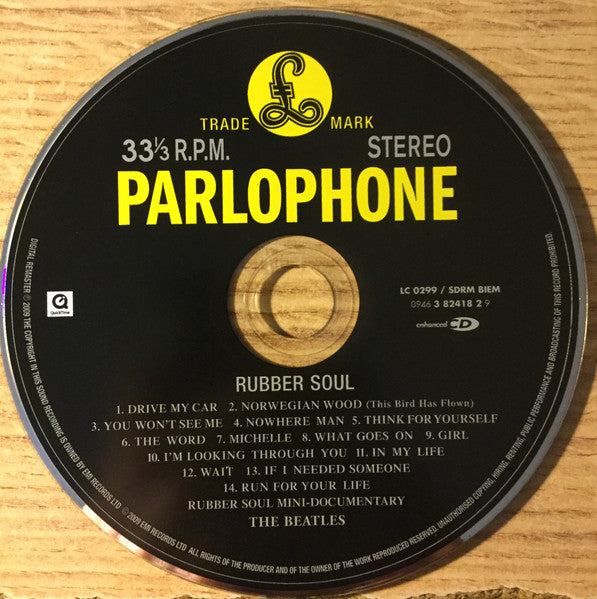 £
TRADE MARK
33⅓ R.P.M. STEREO
PARLOPHONE
LC 0299 / SDRM BIEM
0946 3 82418 2 9
enhanced CD
QuickTime
RUBBER SOUL
1. DRIVE MY CAR 2. NORWEGIAN WOOD (This Bird Has Flown)
3. YOU WON'T SEE ME 4. NOWHERE MAN 5. THINK FOR YOURSELF
6. THE WORD 7. MICHELLE 8. WHAT GOES ON 9. GIRL
10. I'M LOOKING THROUGH YOU 11. IN MY LIFE
12. WAIT 13. IF I NEEDED SOMEONE
14. RUN FOR YOUR LIFE
RUBBER SOUL MINI-DOCUMENTARY
THE BEATLES
DIGITAL REMASTER ℗ 2009 THE COPYRIGHT IN THIS SOUND RECORDING IS OWNED BY EMI RECORDS LTD © 2009 EMI RECORDS LTD ALL RIGHTS OF THE PRODUCER AND OF THE OWNER OF THE WORK REPRODUCED RESERVED. UNAUTHORISED COPYING, HIRING, RENTING, PUBLIC PERFORMANCE AND BROADCASTING OF THIS RECORD PROHIBITED.